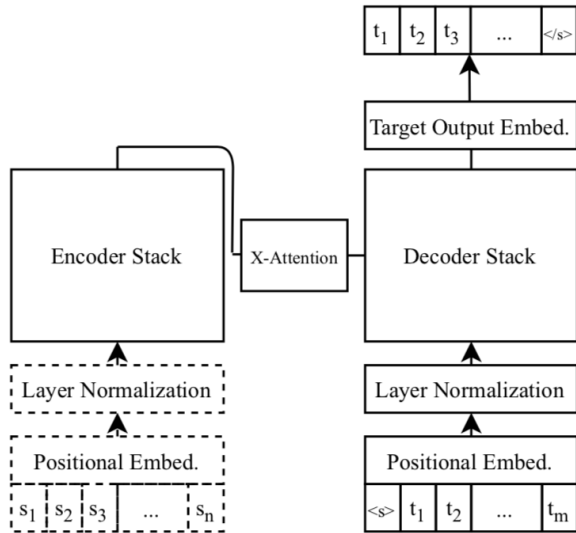 t1 t2 t3 ... </s>
Target Output Embed.
Encoder Stack
X-Attention
Decoder Stack
Layer Normalization
Layer Normalization
Positional Embed.
Positional Embed.
s1 s2 s3 ... sn
<s> t1 t2 ... tm